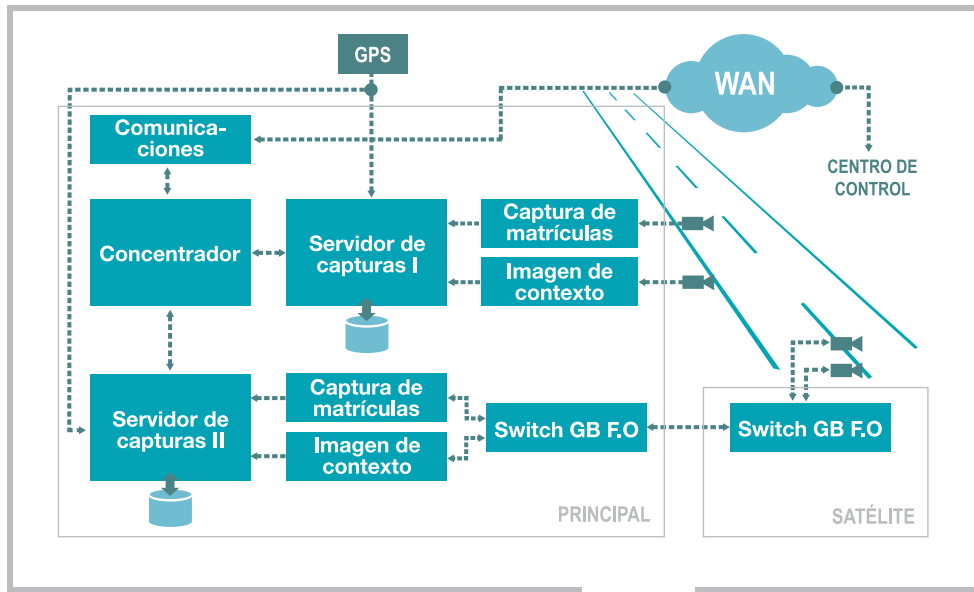 GPS
WAN
Comunica-
ciones
CENTRO DE
CONTROL
Concentrador
Servidor de
capturas I
Captura de
matrículas
Imagen de
contexto
Servidor de
capturas II
Captura de
matrículas
Imagen de
contexto
Switch GB F.O
Switch GB F.O
PRINCIPAL
SATÉLITE